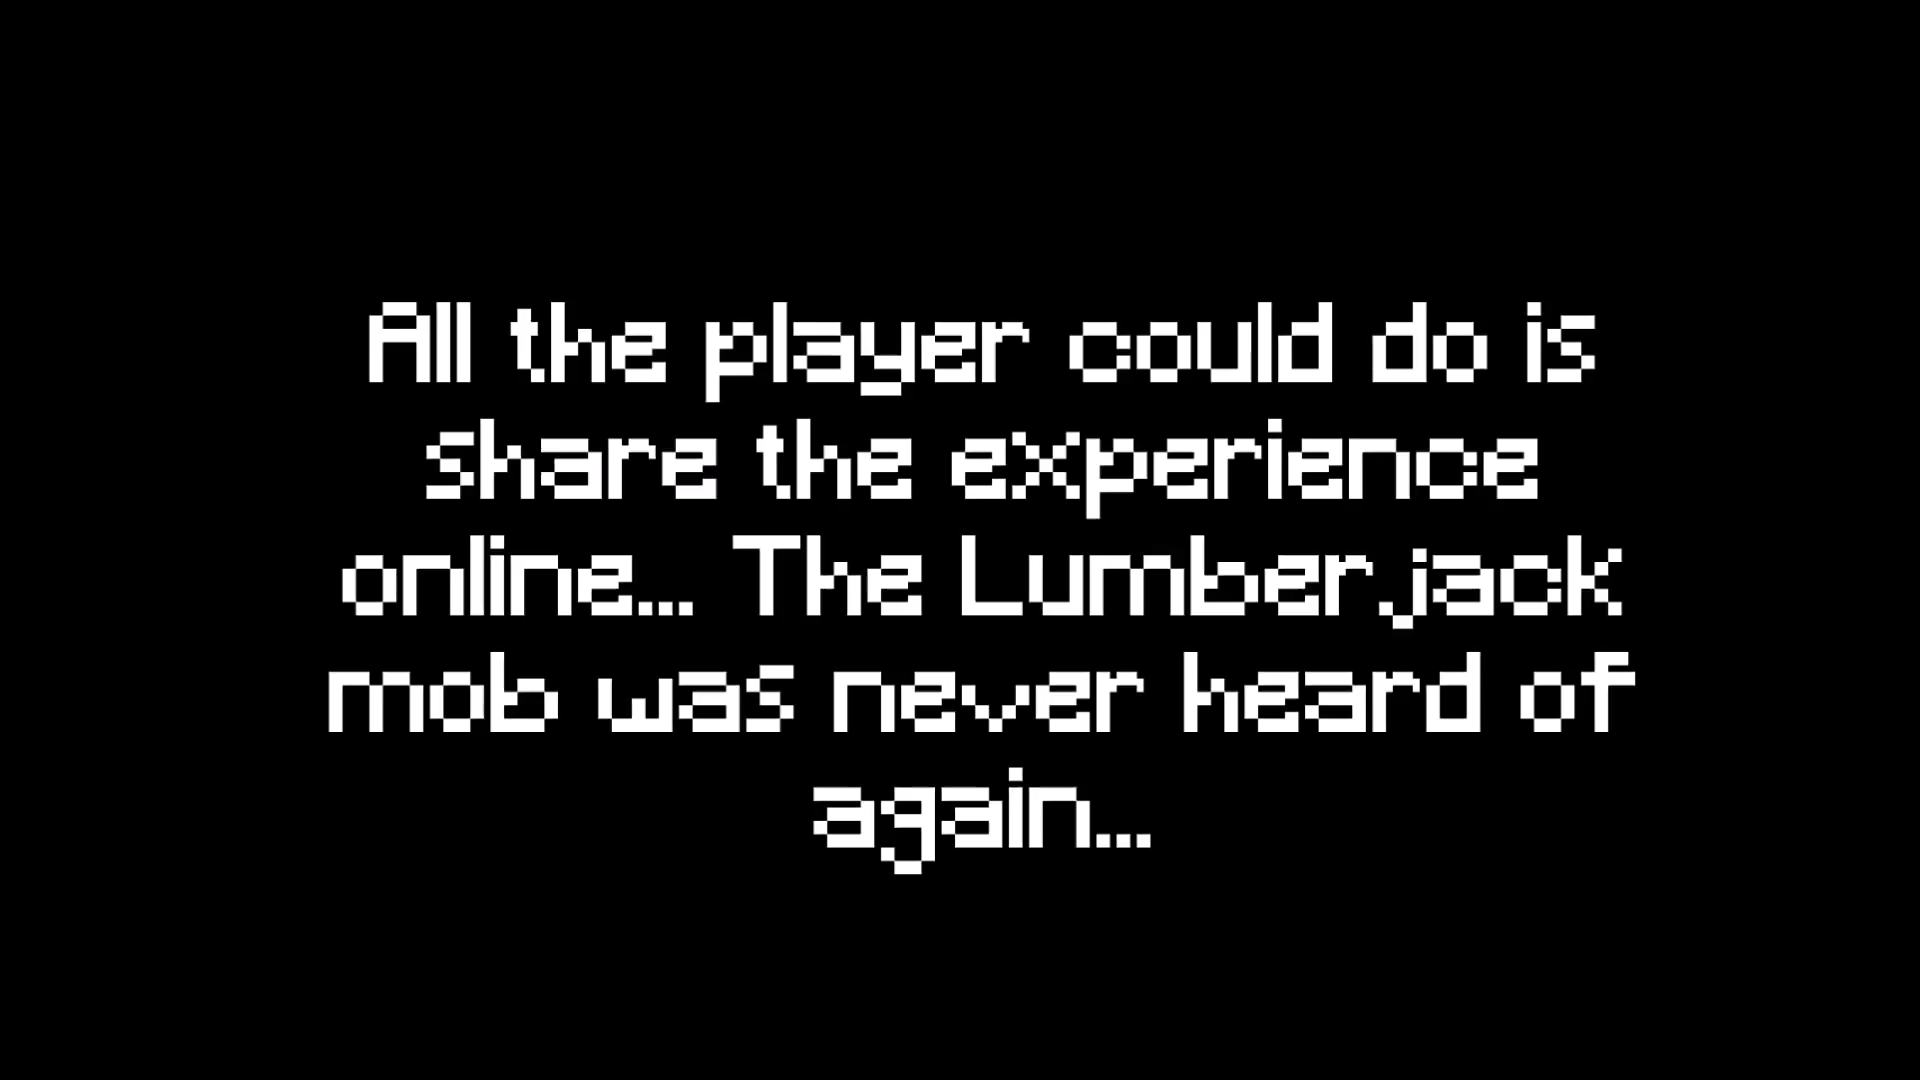 All the player could do is
share the experience
online... The Lumberjack
mob was never heard of
again...